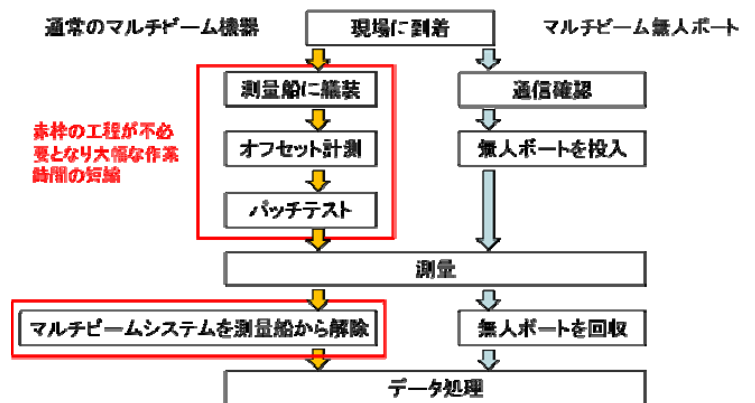 通常のマルチビーム機器
現場に到着
マルチビーム無人ボート
測量船に艤装
通信確認
赤枠の工程が不必
要となり大幅な作業
時間の短縮
オフセット計測
無人ボートを投入
パッチテスト
測量
マルチビームシステムを測量船から解除
無人ボートを回収
データ処理